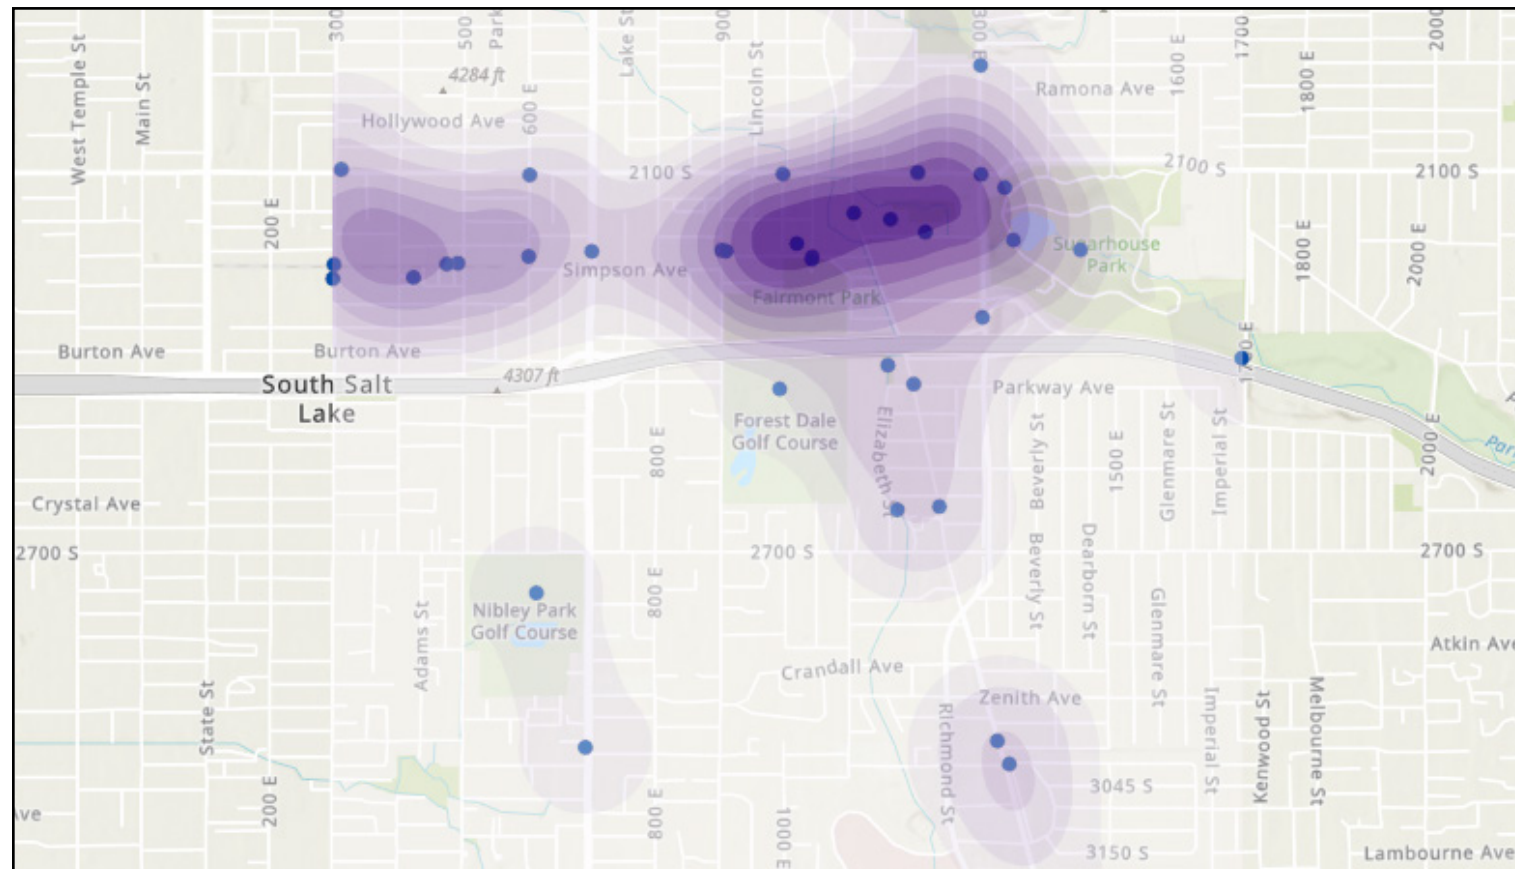 300
500
Park
Lake St
900
800 E
1700
2000
West Temple St
Main St
4284 ft
600 E
Lincoln St
Ramona Ave
1600 E
1800 E
Hollywood Ave
2100 S
2100 S
2100 S
200 E
Simpson Ave
Sugarhouse
Park
1800 E
2000 E
Fairmont Park
Burton Ave
Burton Ave
1700 E
South Salt
Lake
4307 ft
Parkway Ave
Forest Dale
Golf Course
800 E
Elizabeth St
Beverly St
1500 E
Glenmare St
Imperial St
2000 E
Par
Crystal Ave
2700 S
2700 S
2700 S
800 E
Beverly St
Dearborn St
Glenmare St
Nibley Park
Golf Course
Adams St
Crandall Ave
Atkin Ave
Zenith Ave
State St
Richmond St
Imperial St
Kenwood St
Melbourne St
200 E
800 E
1000 E
3045 S
Ave
3150 S
Lambourne Ave